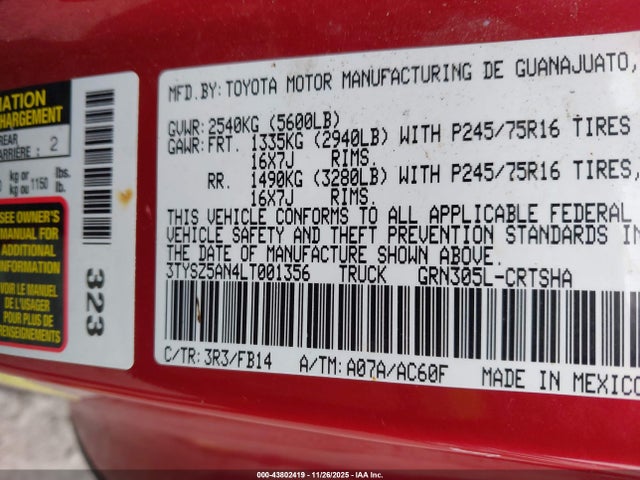 MATION
CHARGEMENT
REAR
ARRIÈRE : 2
kg or
kg ou 1150 lbs.
lb.
SEE OWNER'S
MANUAL FOR
ADDITIONAL
INFORMATION
VOIR LE MANUEL
DE L'USAGER
POUR PLUS DE
RENSEIGNEMENTS
323
MFD.BY: TOYOTA MOTOR MANUFACTURING DE GUANAJUATO,
GVWR: 2540KG (5600LB)
GAWR: FRT. 1335KG (2940LB) WITH P245/75R16 TIRES
16X7J RIMS.
RR. 1490KG (3280LB) WITH P245/75R16 TIRES,
16X7J RIMS.
THIS VEHICLE CONFORMS TO ALL APPLICABLE FEDERAL
VEHICLE SAFETY AND THEFT PREVENTION STANDARDS IN
THE DATE OF MANUFACTURE SHOWN ABOVE.
3TYSZ5AN4LT001356 TRUCK GRN305L-CRTSHA
C/TR: 3R3/FB14 A/TM: A07A/AC60F MADE IN MEXICO
000-43802419 - 11/26/2025 - IAA Inc.